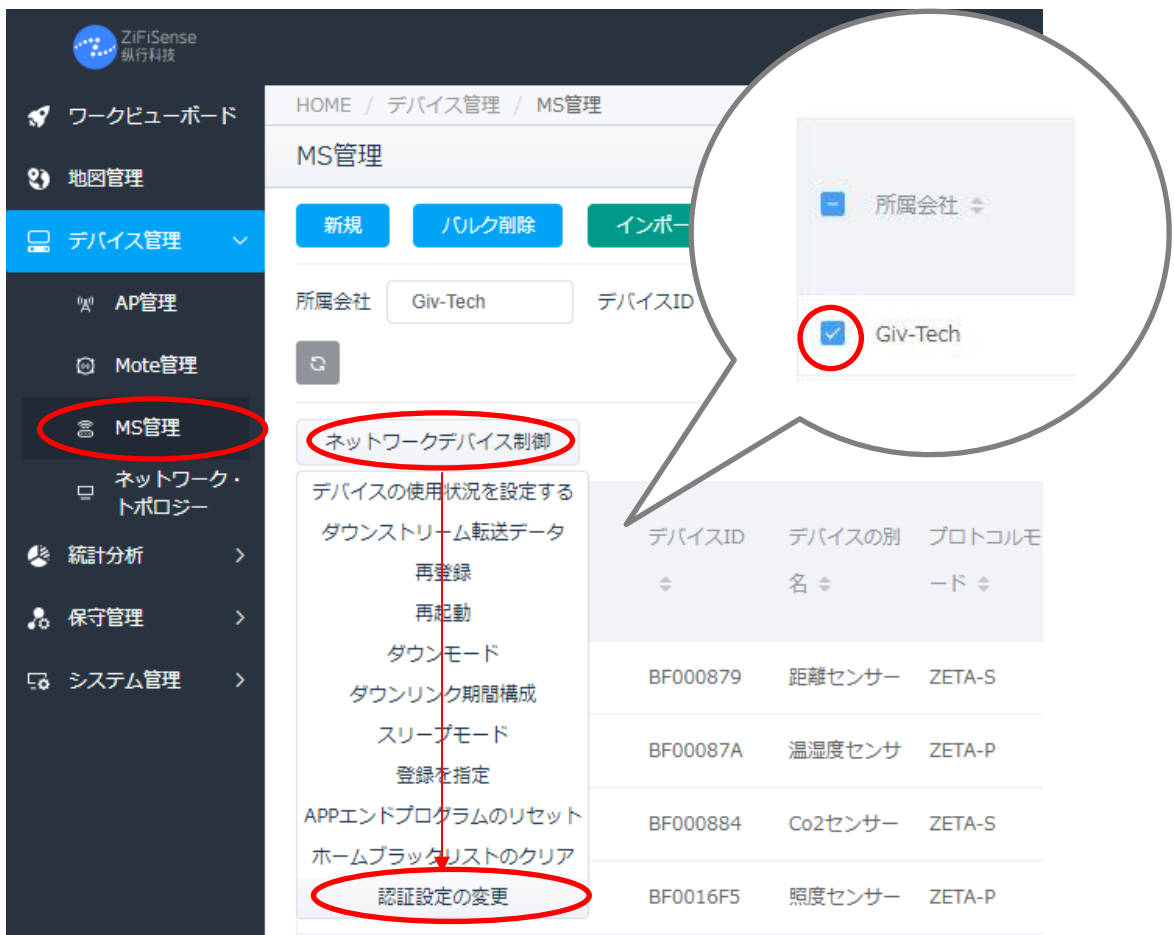 ZiFiSense
纵行科技
ワークビューボード
地図管理
デバイス管理
AP管理
Mote管理
MS管理
ネットワーク・
トポロジー
統計分析
保守管理
システム管理
HOME / デバイス管理 / MS管理
MS管理
新規 バルク削除 インポー
所属会社 Giv-Tech デバイスID
ネットワークデバイス制御
デバイスの使用状況を設定する
ダウンストリーム転送データ
再登録
再起動
ダウンモード
ダウンリンク期間構成
スリープモード
登録を指定
APPエンドプログラムのリセット
ホームブラックリストのクリア
認証設定の変更
所属会社
Giv-Tech
デバイスID デバイスの別 プロトコルモ
名 ード
BF000879 距離センサー ZETA-S
BF00087A 温湿度センサ ZETA-P
BF000884 Co2センサー ZETA-S
BF0016F5 照度センサー ZETA-P